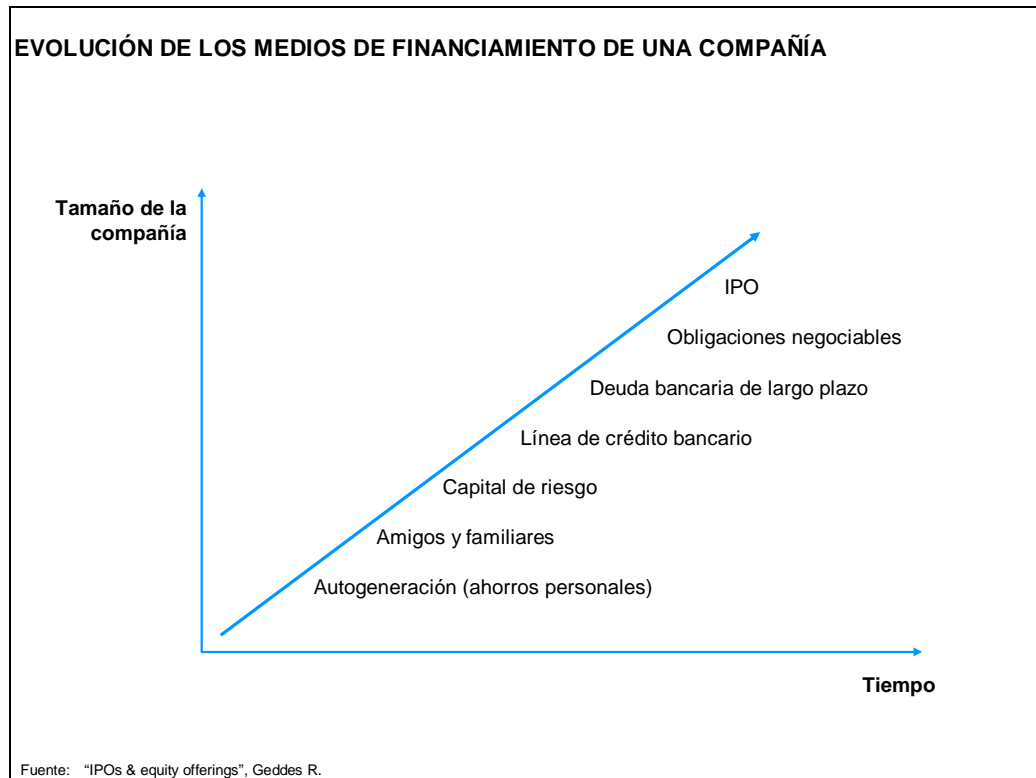 EVOLUCIÓN DE LOS MEDIOS DE FINANCIAMIENTO DE UNA COMPAÑÍA
Tamaño de la
compañía
IPO
Obligaciones negociables
Deuda bancaria de largo plazo
Línea de crédito bancario
Capital de riesgo
Amigos y familiares
Autogeneración (ahorros personales)
Tiempo
Fuente: “IPOs & equity offerings”, Geddes R.